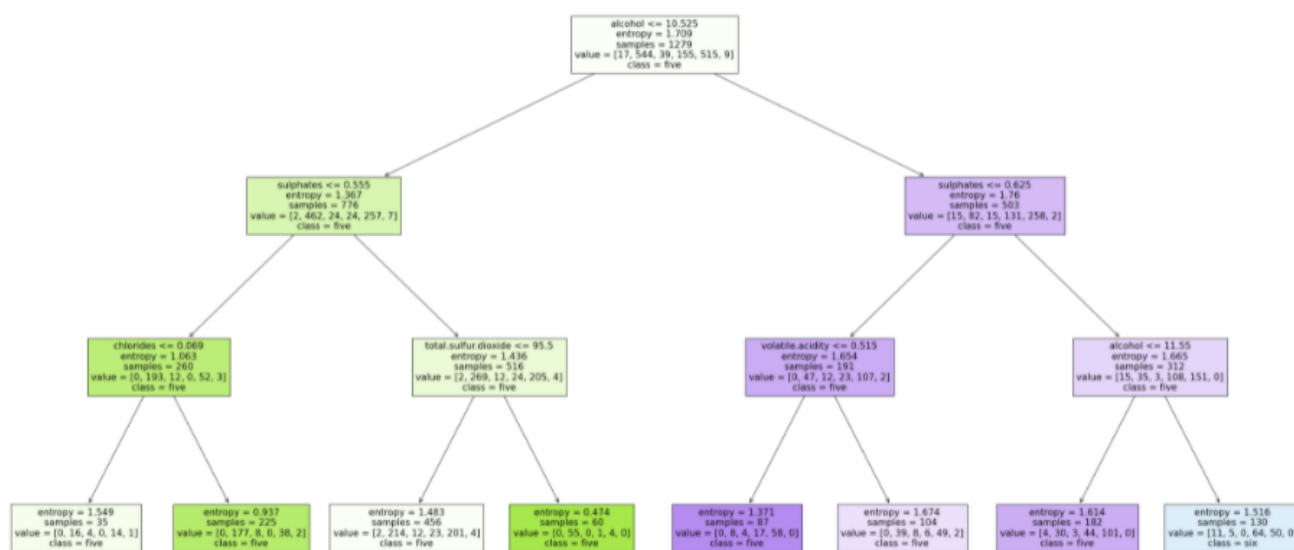 alcohol <= 10.525
entropy = 1.709
samples = 1279
value = [17, 544, 39, 155, 515, 9]
class = five
sulphates <= 0.555
entropy = 1.367
samples = 776
value = [2, 462, 24, 24, 257, 7]
class = five
sulphates <= 0.625
entropy = 1.76
samples = 503
value = [15, 82, 15, 131, 258, 2]
class = five
chlorides <= 0.069
entropy = 1.063
samples = 260
value = [0, 193, 12, 0, 52, 3]
class = five
total.sulfur.dioxide <= 95.5
entropy = 1.436
samples = 516
value = [2, 269, 12, 24, 205, 4]
class = five
volatile.acidity <= 0.515
entropy = 1.654
samples = 191
value = [0, 47, 12, 23, 107, 2]
class = five
alcohol <= 11.55
entropy = 1.665
samples = 312
value = [15, 35, 3, 108, 151, 0]
class = five
entropy = 1.549
samples = 35
value = [0, 16, 4, 0, 14, 1]
class = five
entropy = 0.937
samples = 225
value = [0, 177, 8, 0, 38, 2]
class = five
entropy = 1.483
samples = 456
value = [2, 214, 12, 23, 201, 4]
class = five
entropy = 0.474
samples = 60
value = [0, 55, 0, 1, 4, 0]
class = five
entropy = 1.371
samples = 87
value = [0, 8, 4, 17, 58, 0]
class = five
entropy = 1.674
samples = 104
value = [0, 39, 8, 6, 49, 2]
class = five
entropy = 1.614
samples = 182
value = [4, 30, 3, 44, 101, 0]
class = five
entropy = 1.516
samples = 130
value = [11, 5, 0, 64, 50, 0]
class = six